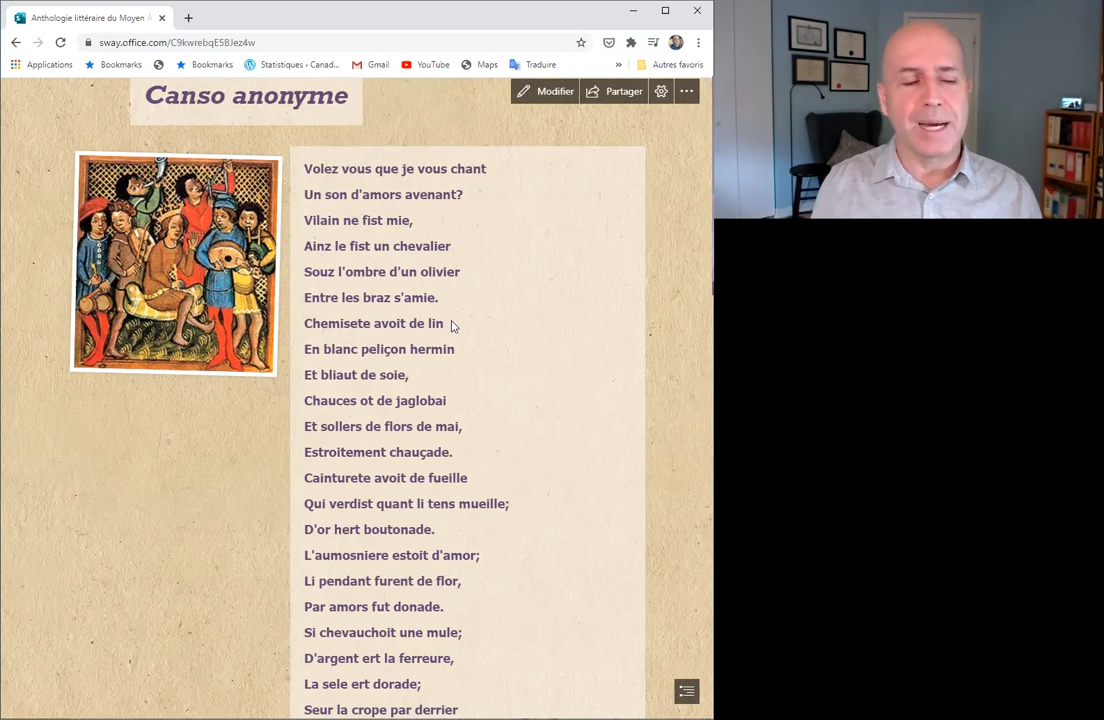 Anthologie littéraire du Moyen Â
sway.office.com/C9kwrebqE5BJez4w
Applications
Bookmarks
Bookmarks
Statistiques – Canad...
Gmail
YouTube
Maps
Traduire
»
Autres favoris
Canso anonyme
Modifier
Partager
Volez vous que je vous chant
Un son d'amors avenant?
Vilain ne fist mie,
Ainz le fist un chevalier
Souz l'ombre d'un olivier
Entre les braz s'amie.
Chemisete avoit de lin
En blanc peliçon hermin
Et bliaut de soie,
Chauces ot de jaglobai
Et sollers de flors de mai,
Estroitement chauçade.
Cainturete avoit de fueille
Qui verdist quant li tens mueille;
D'or hert boutonade.
L'aumosniere estoit d'amor;
Li pendant furent de flor,
Par amors fut donade.
Si chevauchoit une mule;
D'argent ert la ferreure,
La sele ert dorade;
Seur la crope par derrier